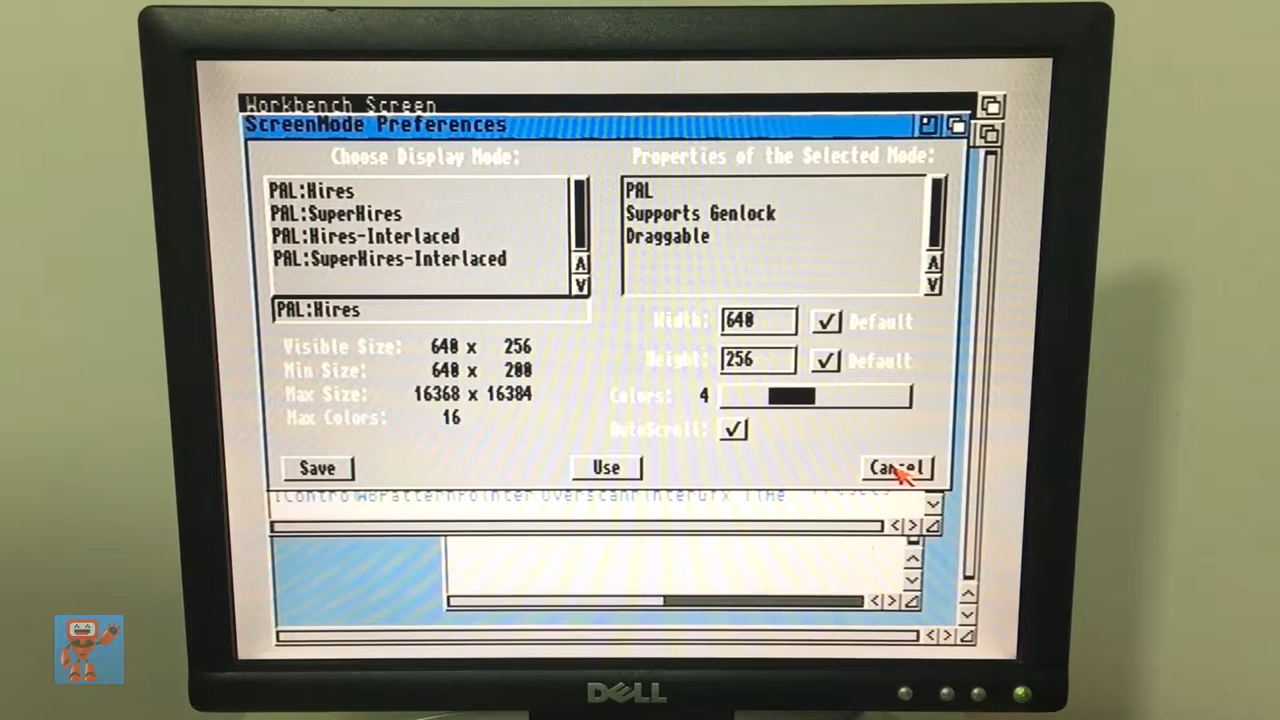 Workbench Screen
ScreenMode Preferences
Choose Display Mode:
PAL:Hires
PAL:SuperHires
PAL:Hires-Interlaced
PAL:SuperHires-Interlaced
PAL:Hires
Visible Size: 640 x 256
Min Size: 640 x 200
Max Size: 16368 x 16384
Max Colors: 16
Properties of the Selected Mode:
PAL
Supports Genlock
Draggable
Width: 640 ✓ Default
Height: 256 ✓ Default
Colors: 4
AutoScroll: ✓
Save Use Cancel
DELL